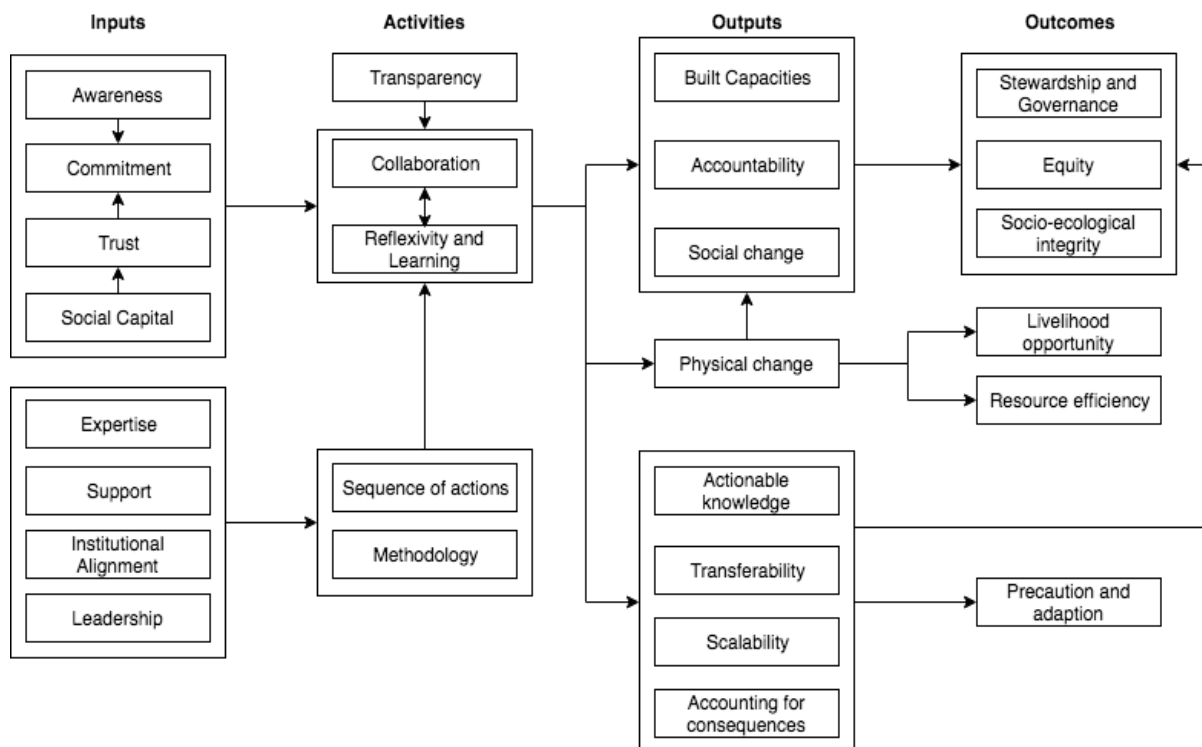 Inputs
Activities
Outputs
Outcomes
Awareness
Commitment
Trust
Social Capital
Expertise
Support
Institutional
Alignment
Leadership
Transparency
Collaboration
Reflexivity and
Learning
Sequence of actions
Methodology
Built Capacities
Accountability
Social change
Physical change
Actionable
knowledge
Transferability
Scalability
Accounting for
consequences
Stewardship and
Governance
Equity
Socio-ecological
integrity
Livelihood
opportunity
Resource efficiency
Precaution and
adaption